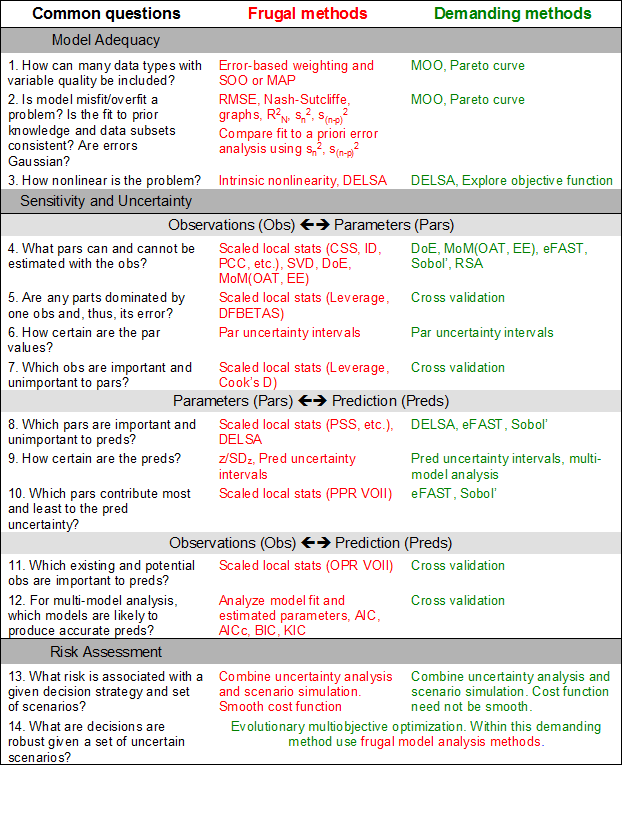 Common questions Frugal methods Demanding methods
Model Adequacy
1. How can many data types with Error-based weighting and MOO, Pareto curve
variable quality be included? SOO or MAP
2. Is model misfit/overfit a RMSE, Nash-Sutcliffe, MOO, Pareto curve
problem? Is the fit to prior graphs, R²N, sn², s(n-p)²
knowledge and data subsets Compare fit to a priori error
consistent? Are errors analysis using sn², s(n-p)²
Gaussian?
3. How nonlinear is the problem? Intrinsic nonlinearity, DELSA DELSA, Explore objective function
Sensitivity and Uncertainty
Observations (Obs) 🡸🡺 Parameters (Pars)
4. What pars can and cannot be Scaled local stats (CSS, ID, DoE, MoM(OAT, EE), eFAST,
estimated with the obs? PCC, etc.), SVD, DoE, Sobol’, RSA
MoM(OAT, EE)
5. Are any parts dominated by Scaled local stats (Leverage, Cross validation
one obs and, thus, its error? DFBETAS)
6. How certain are the par Par uncertainty intervals Par uncertainty intervals
values?
7. Which obs are important and Scaled local stats (Leverage, Cross validation
unimportant to pars? Cook’s D)
Parameters (Pars) 🡸🡺 Prediction (Preds)
8. Which pars are important and Scaled local stats (PSS, etc.), DELSA, eFAST, Sobol’
unimportant to preds? DELSA
9. How certain are the preds? z/SDz, Pred uncertainty Pred uncertainty intervals, multi-
intervals model analysis
10. Which pars contribute most Scaled local stats (PPR VOII) eFAST, Sobol’
and least to the pred
uncertainty?
Observations (Obs) 🡸🡺 Prediction (Preds)
11. Which existing and potential Scaled local stats (OPR VOII) Cross validation
obs are important to preds?
12. For multi-model analysis, Analyze model fit and Cross validation
which models are likely to estimated parameters, AIC,
produce accurate preds? AICc, BIC, KIC
Risk Assessment
13. What risk is associated with a Combine uncertainty analysis Combine uncertainty analysis and
given decision strategy and set and scenario simulation. scenario simulation. Cost function
of scenarios? Smooth cost function need not be smooth.
14. What are decisions are Evolutionary multiobjective optimization. Within this demanding
robust given a set of uncertain method use frugal model analysis methods.
scenarios?